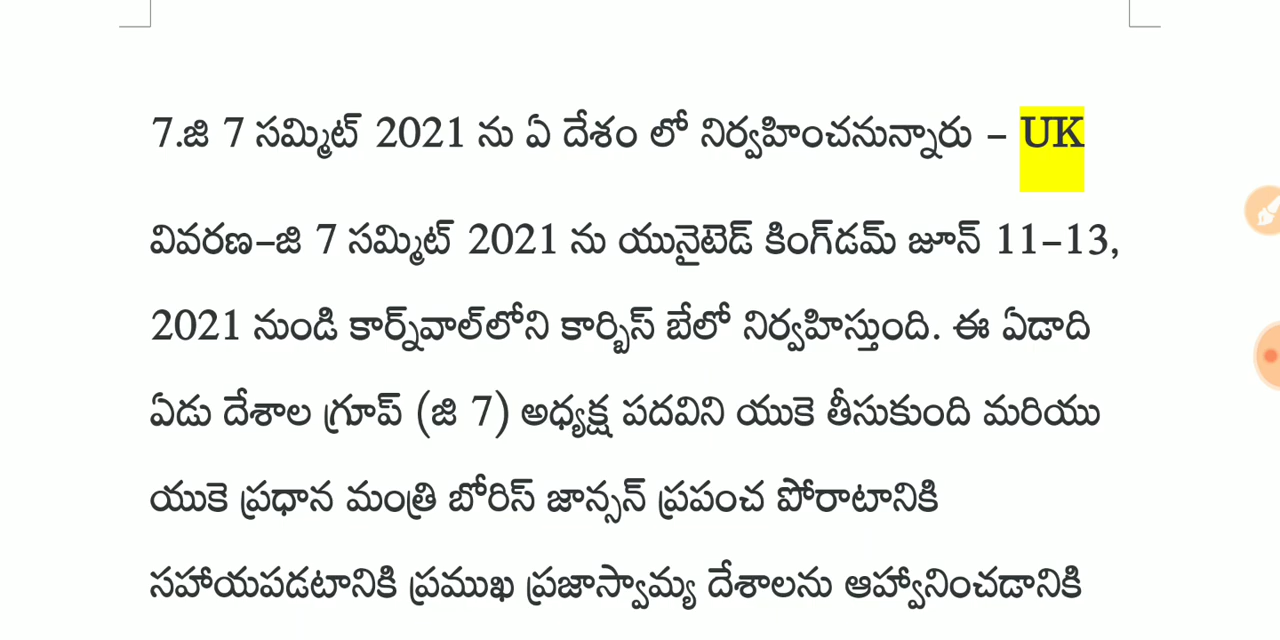 7.జి 7 సమ్మిట్ 2021 ను ఏ దేశం లో నిర్వహించనున్నారు – UK
వివరణ–జి 7 సమ్మిట్ 2021 ను యునైటెడ్ కింగ్‌డమ్ జూన్ 11–13,
2021 నుండి కార్న్‌వాల్‌లోని కార్బిస్ బేలో నిర్వహిస్తుంది. ఈ ఏడాది
ఏడు దేశాల గ్రూప్ (జి 7) అధ్యక్ష పదవిని యుకె తీసుకుంది మరియు
యుకె ప్రధాన మంత్రి బోరిస్ జాన్సన్ ప్రపంచ పోరాటానికి
సహాయపడటానికి ప్రముఖ ప్రజాస్వామ్య దేశాలను ఆహ్వానించడానికి